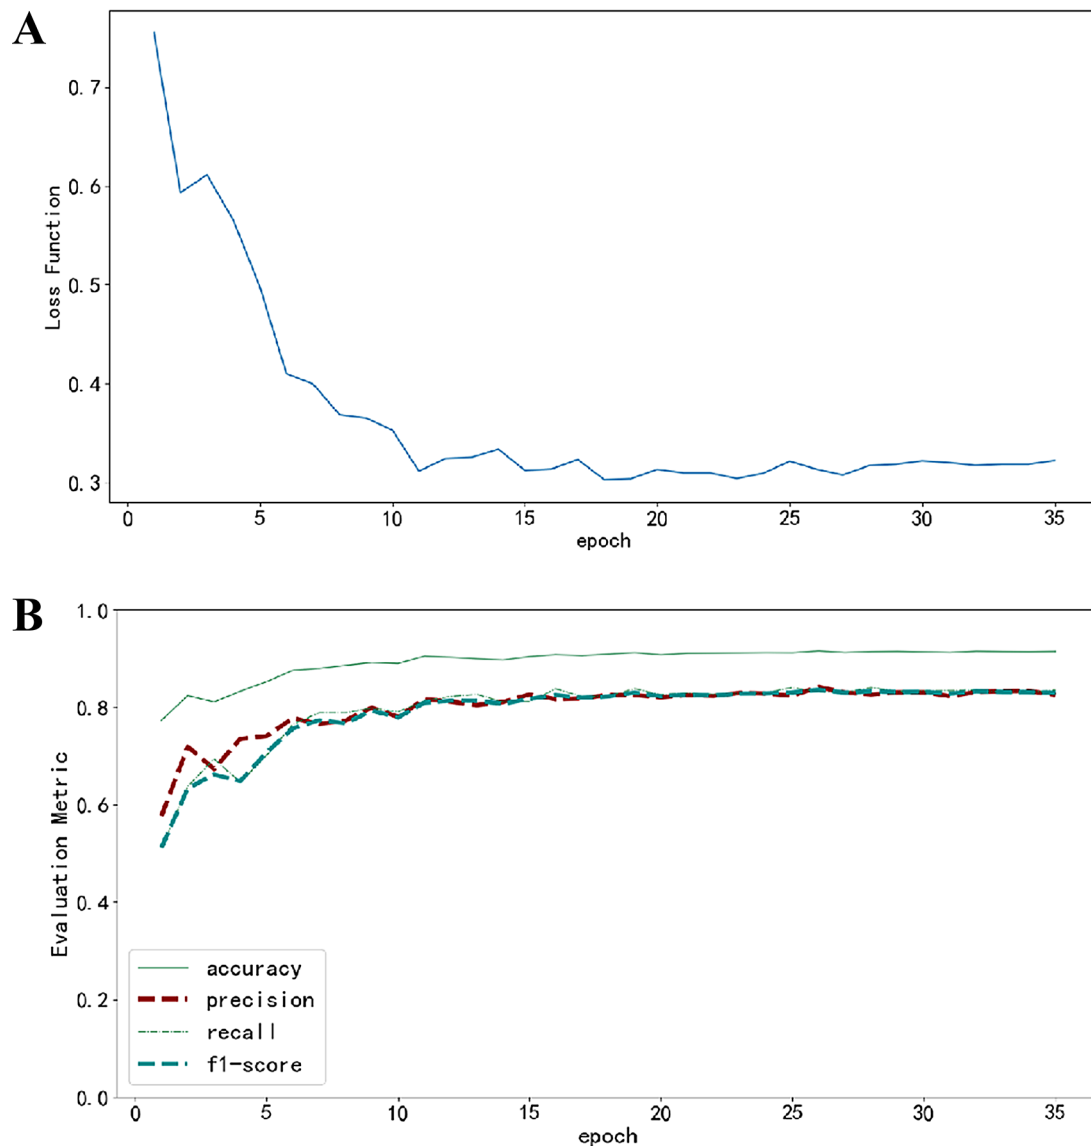 A
0.7
0.6
0.5
0.4
0.3
Loss Function
0 5 10 15 20 25 30 35
epoch
B
1.0
0.8
0.6
0.4
0.2
0.0
Evaluation Metric
accuracy
precision
recall
f1-score
0 5 10 15 20 25 30 35
epoch